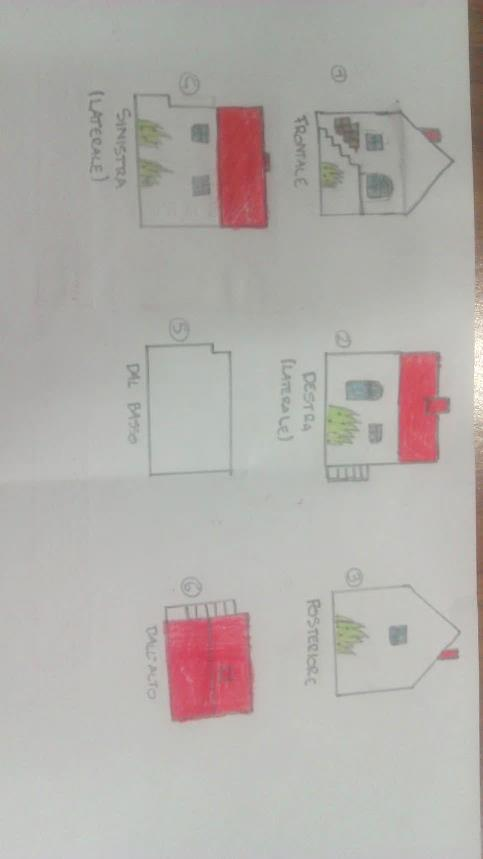 1
FRONTALE
2
DESTRA
(LATERALE)
3
POSTERIORE
4
SINISTRA
(LATERALE)
5
DAL BASSO
6
DALL'ALTO